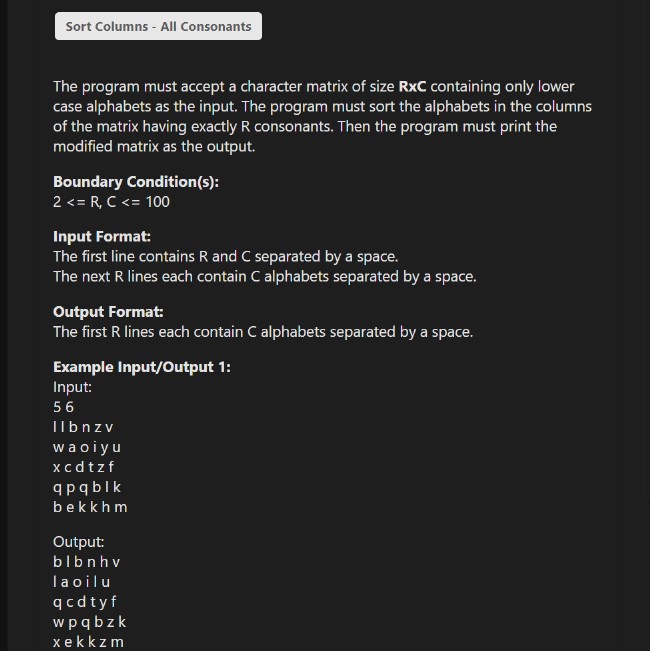 Sort Columns - All Consonants
The program must accept a character matrix of size RxC containing only lower
case alphabets as the input. The program must sort the alphabets in the columns
of the matrix having exactly R consonants. Then the program must print the
modified matrix as the output.
Boundary Condition(s):
2 <= R, C <= 100
Input Format:
The first line contains R and C separated by a space.
The next R lines each contain C alphabets separated by a space.
Output Format:
The first R lines each contain C alphabets separated by a space.
Example Input/Output 1:
Input:
5 6
l l b n z v
w a o i y u
x c d t z f
q p q b l k
b e k k h m
Output:
b l b n h v
l a o i l u
q c d t y f
w p q b z k
x e k k z m